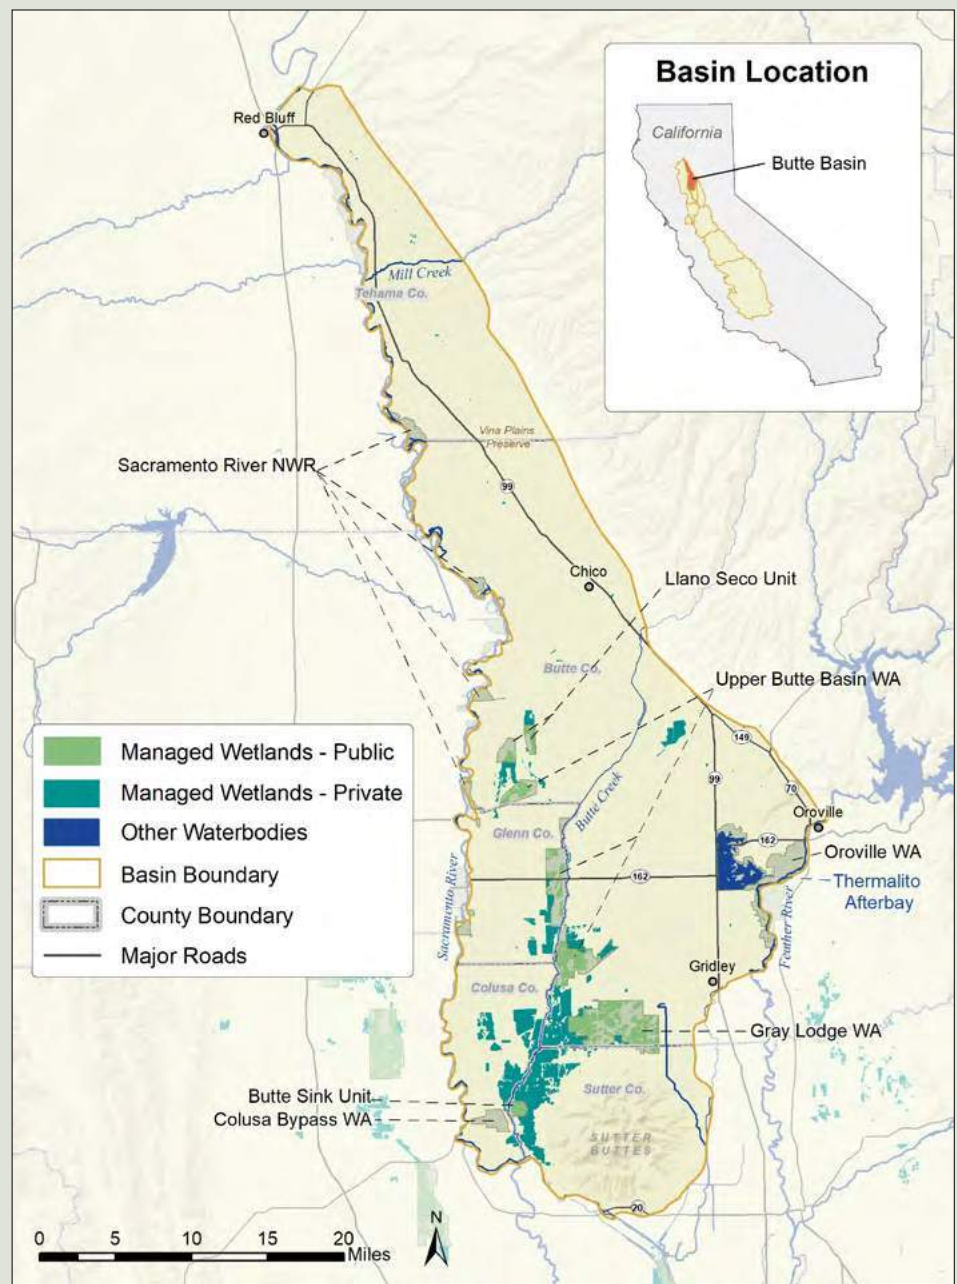 Basin Location
California
Butte Basin
Red Bluff
Mill Creek
Tehama Co.
Vina Plains
Preserve
Sacramento River NWR
99
Chico
Llano Seco Unit
Butte Co.
Upper Butte Basin WA
149
99
70
Oroville
162
Oroville WA
Thermalito
Afterbay
Butte Creek
Glenn Co.
162
Sacramento River
Feather River
Gridley
Colusa Co.
Gray Lodge WA
Sutter Co.
Butte Sink Unit
Colusa Bypass WA
SUTTER
BUTTES
20
Managed Wetlands - Public
Managed Wetlands - Private
Other Waterbodies
Basin Boundary
County Boundary
Major Roads
N
0 5 10 15 20
Miles